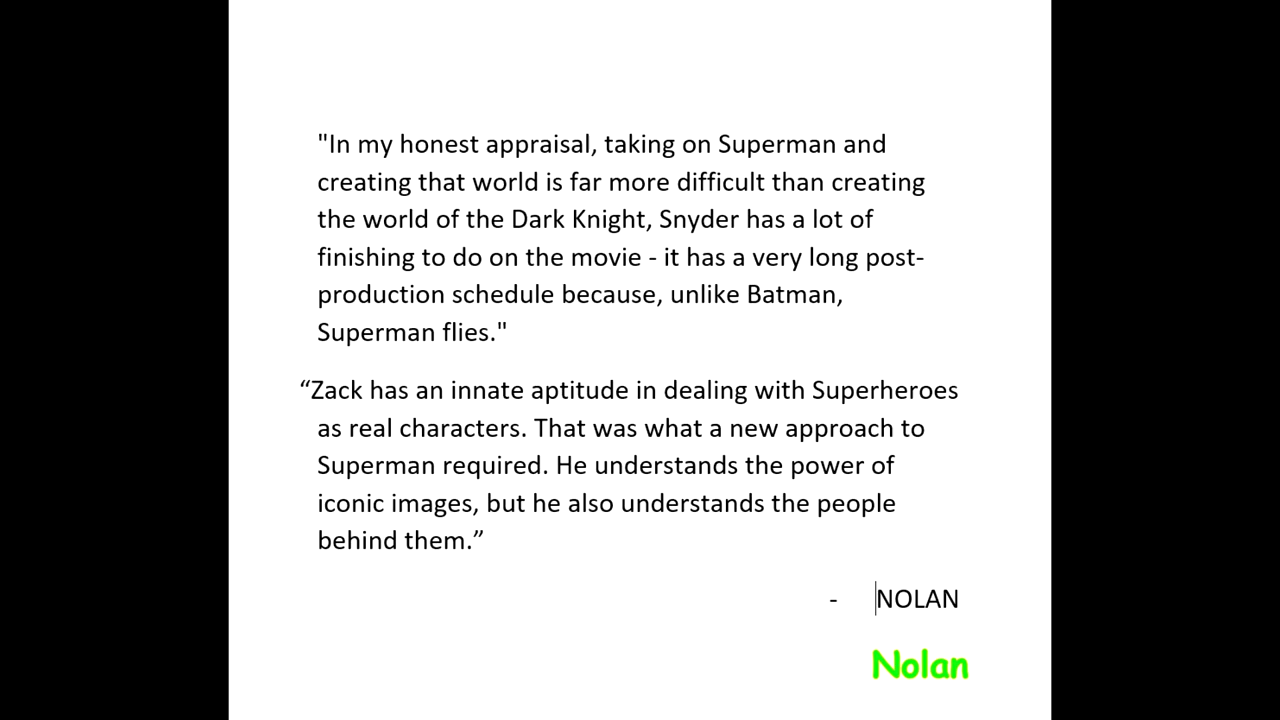 "In my honest appraisal, taking on Superman and
creating that world is far more difficult than creating
the world of the Dark Knight, Snyder has a lot of
finishing to do on the movie - it has a very long post-
production schedule because, unlike Batman,
Superman flies."
“Zack has an innate aptitude in dealing with Superheroes
as real characters. That was what a new approach to
Superman required. He understands the power of
iconic images, but he also understands the people
behind them.”
- NOLAN
Nolan